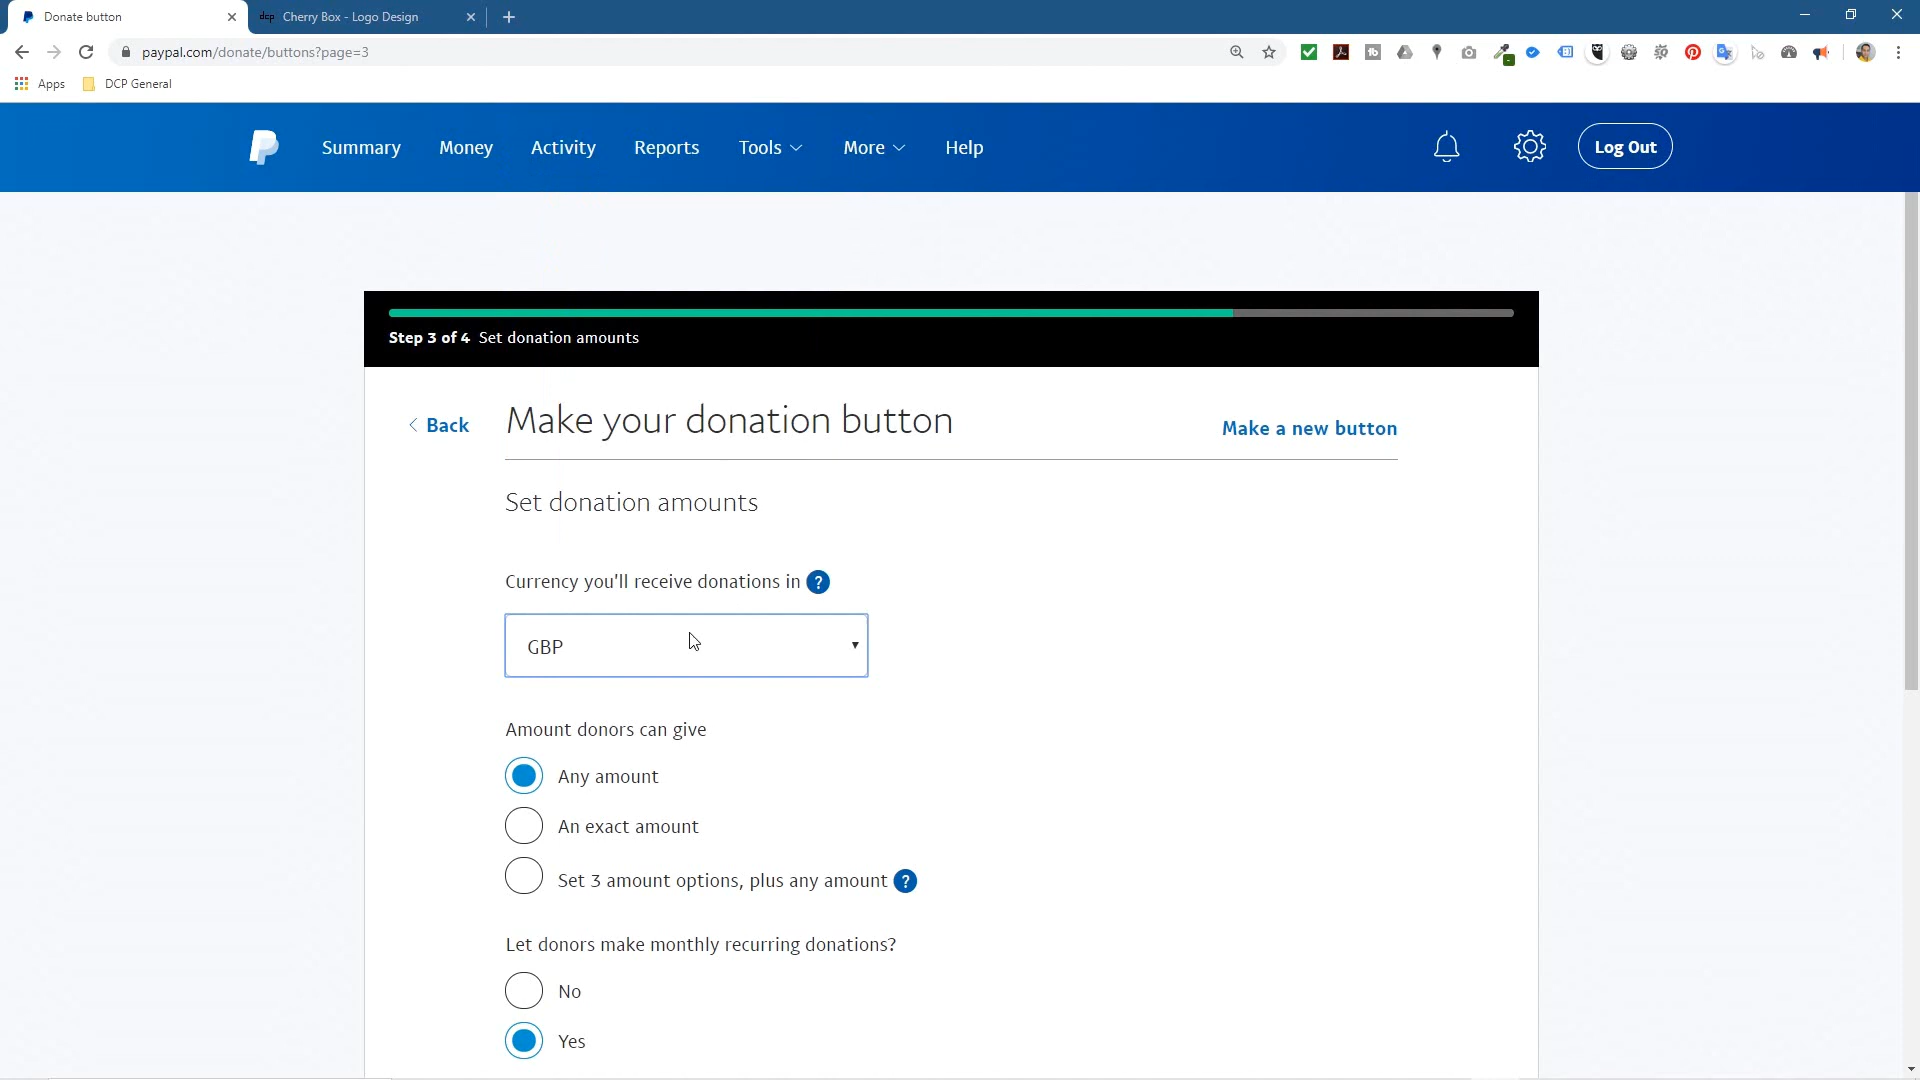 Donate button
dcp Cherry Box - Logo Design
paypal.com/donate/buttons?page=3
Apps
DCP General
Summary
Money
Activity
Reports
Tools
More
Help
Log Out
Step 3 of 4 Set donation amounts
Back
Make your donation button
Make a new button
Set donation amounts
Currency you'll receive donations in ?
GBP
Amount donors can give
Any amount
An exact amount
Set 3 amount options, plus any amount ?
Let donors make monthly recurring donations?
No
Yes